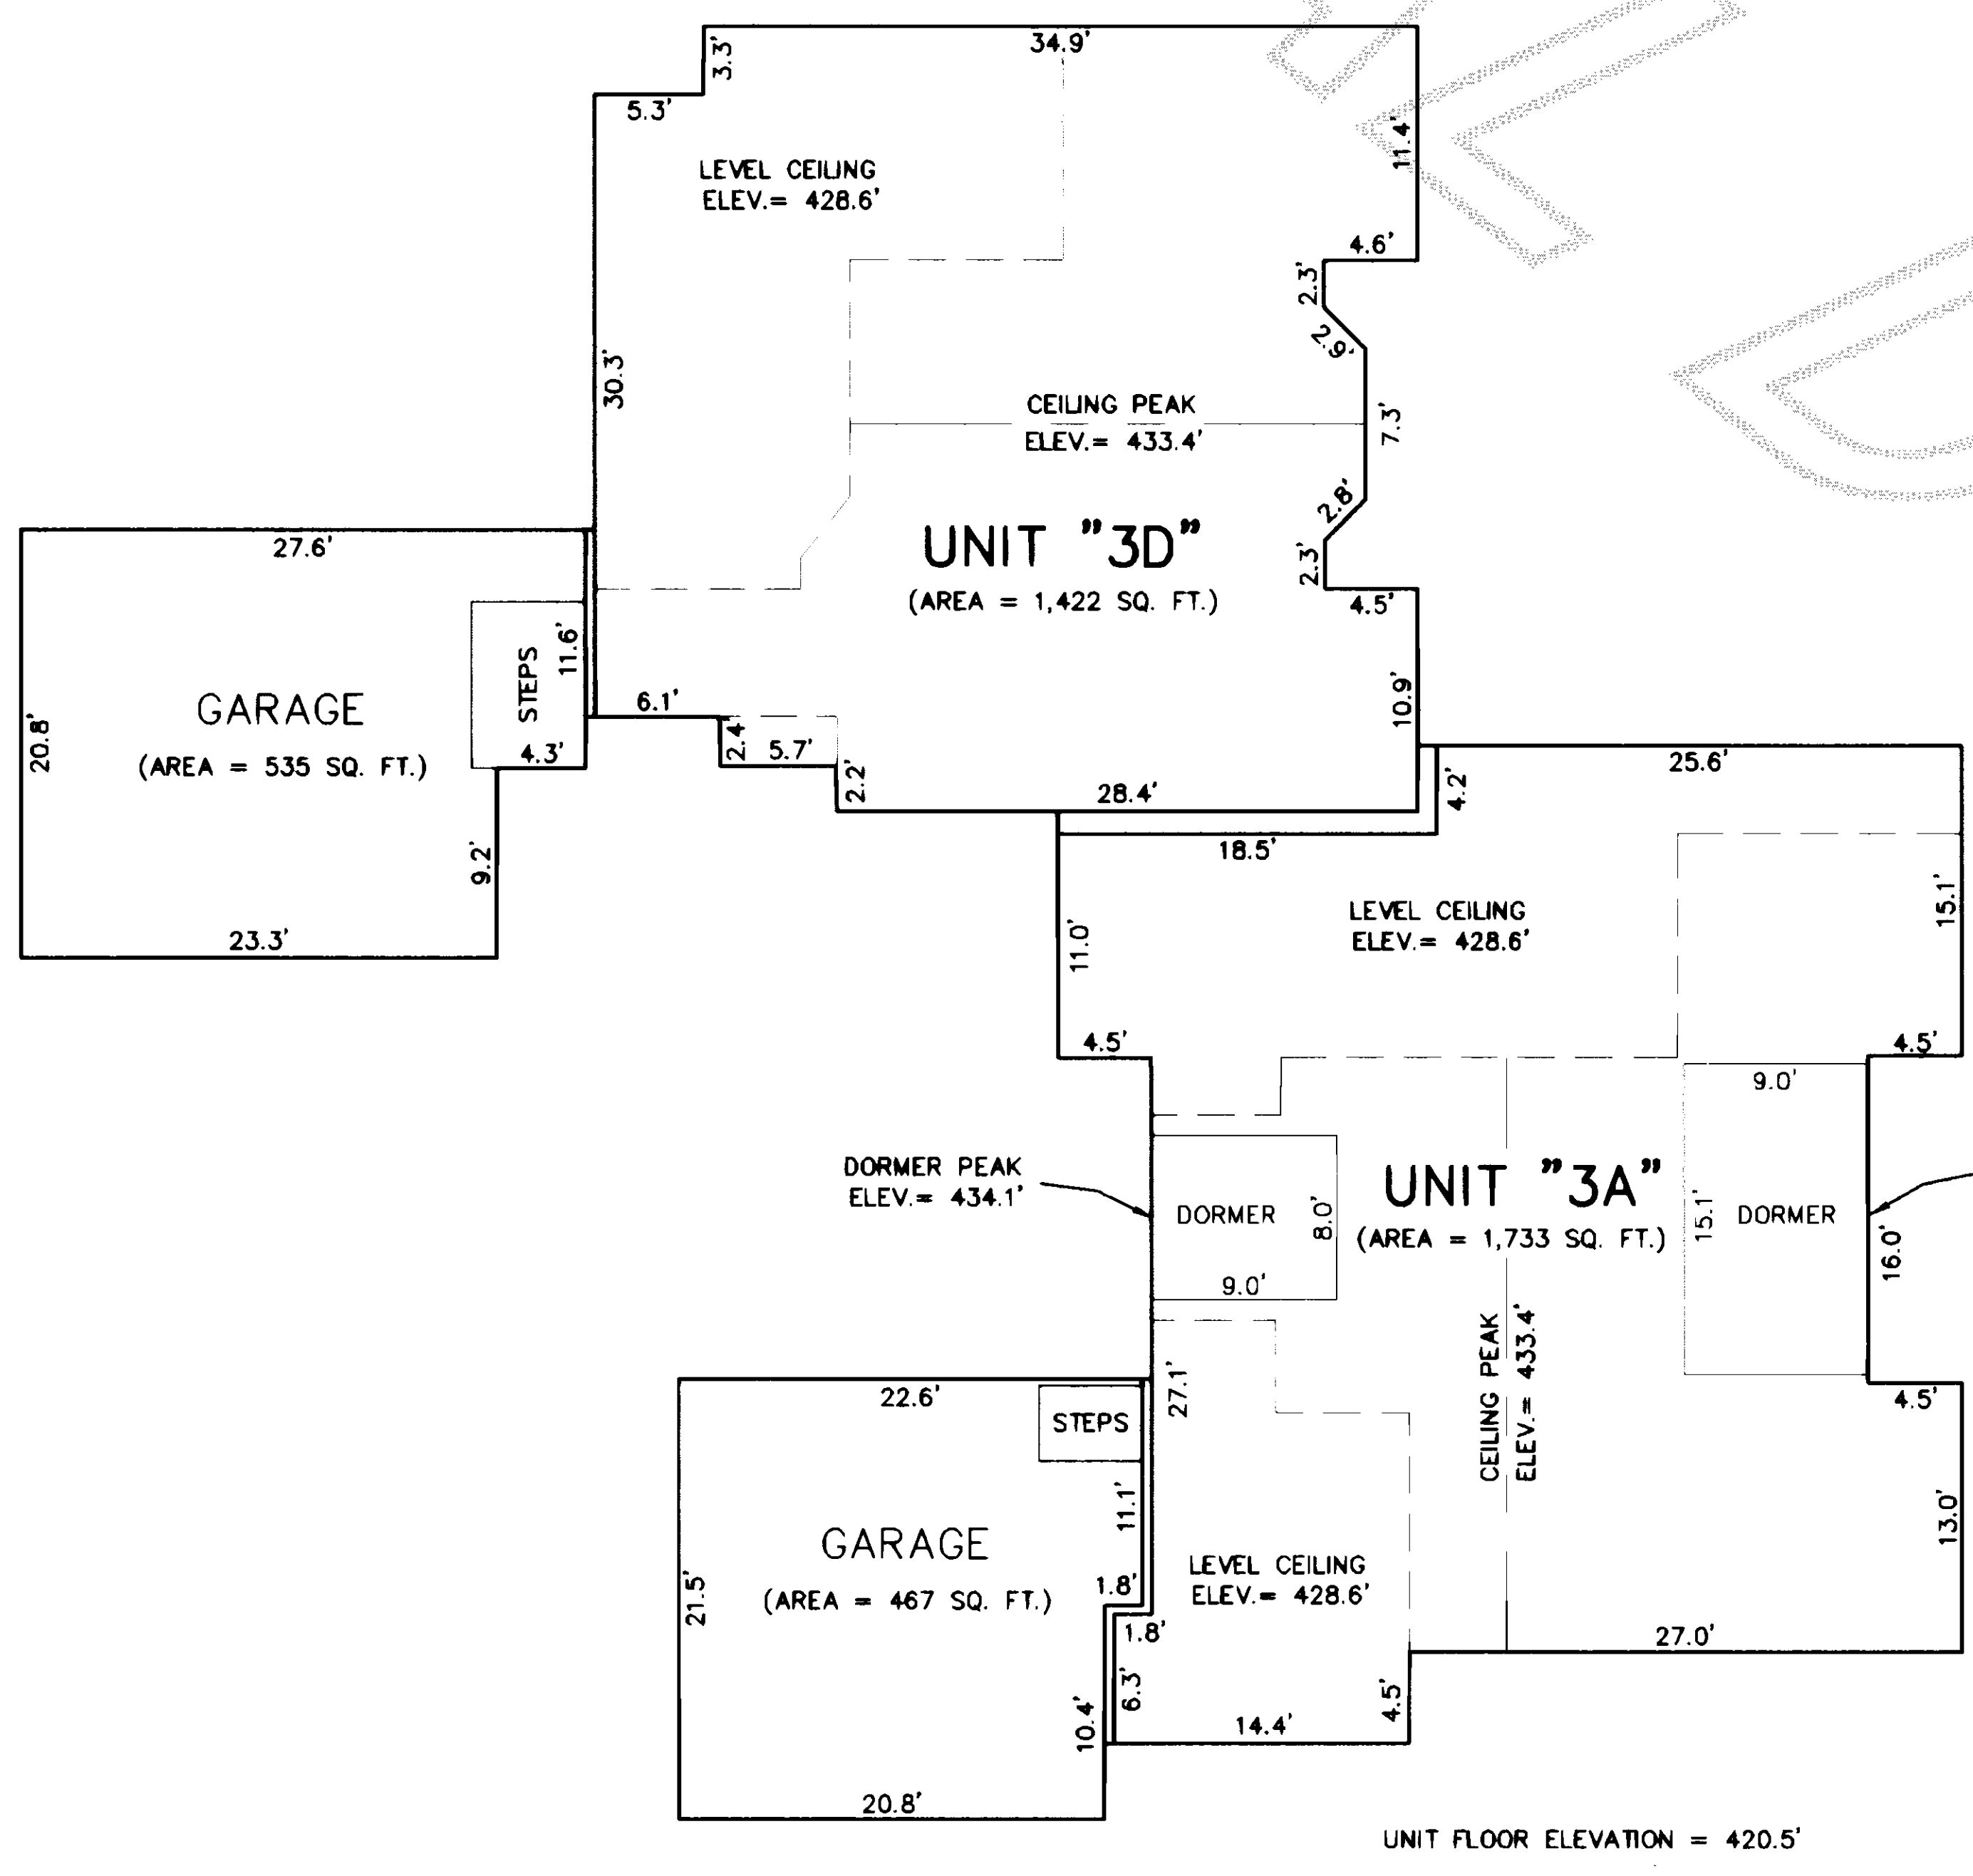 34.9'
3.3'
5.3'
11.4'
LEVEL CEILING
ELEV.= 428.6'
4.6'
2.3'
2.9'
30.3'
CEILING PEAK
ELEV.= 433.4'
7.3'
2.8'
UNIT "3D"
(AREA = 1,422 SQ. FT.)
2.3'
4.5'
27.6'
11.6'
STEPS
GARAGE
(AREA = 535 SQ. FT.)
20.8'
4.3'
6.1'
2.4'
5.7'
2.2'
10.9'
28.4'
9.2'
23.3'
25.6'
4.2'
18.5'
11.0'
LEVEL CEILING
ELEV.= 428.6'
15.1'
4.5'
4.5'
9.0'
DORMER PEAK
ELEV.= 434.1'
DORMER
8.0'
9.0'
UNIT "3A"
(AREA = 1,733 SQ. FT.)
15.1'
DORMER
16.0'
CEILING PEAK
ELEV.= 433.4'
27.1'
4.5'
22.6'
STEPS
11.1'
GARAGE
(AREA = 467 SQ. FT.)
21.5'
1.8'
1.8'
LEVEL CEILING
ELEV.= 428.6'
13.0'
27.0'
6.3'
4.5'
10.4'
14.4'
20.8'
UNIT FLOOR ELEVATION = 420.5'